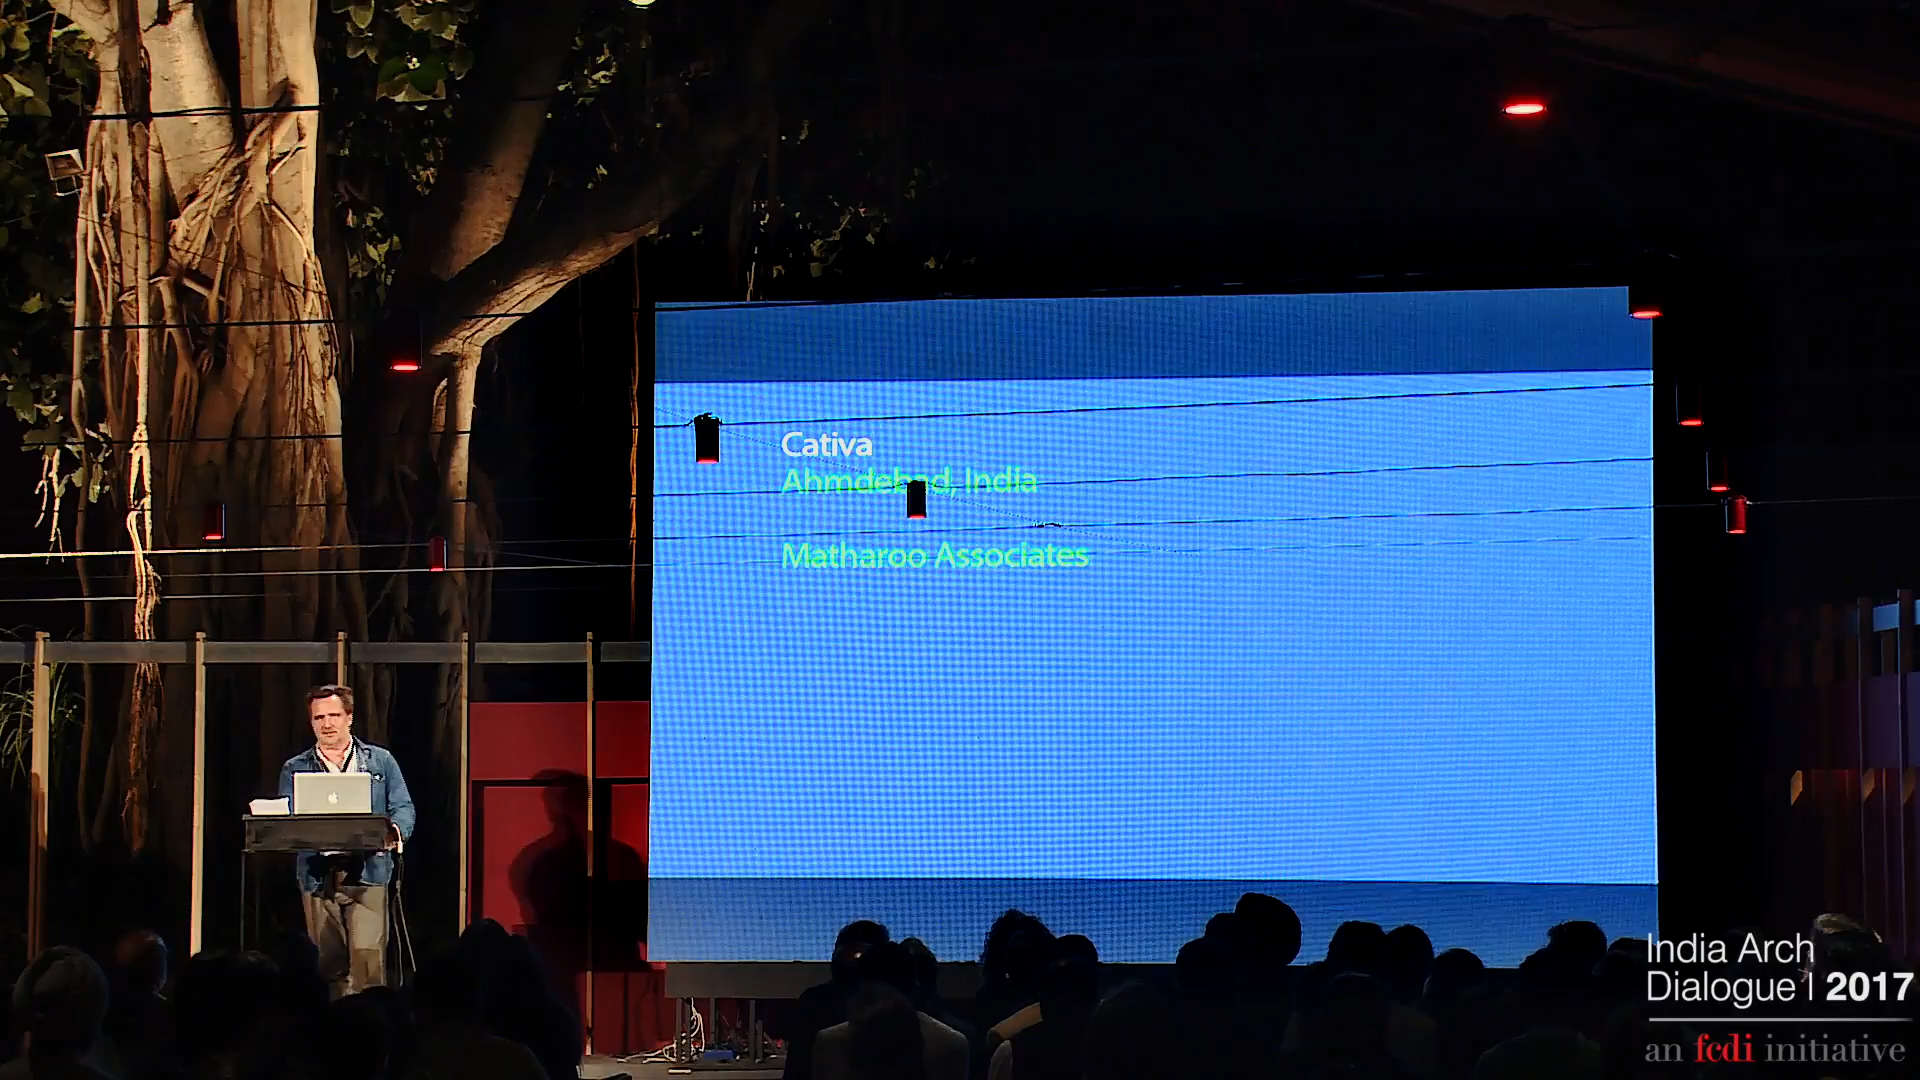 Cativa
Ahmdebad, India
Matharoo Associates
India Arch
Dialogue | 2017
an fcdi initiative